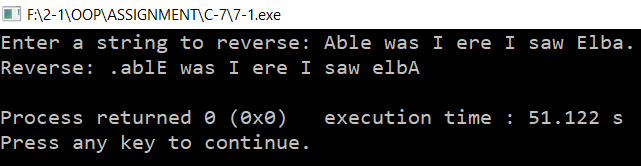 F:\2-1\OOP\ASSIGNMENT\C-7\7-1.exe
Enter a string to reverse: Able was I ere I saw Elba.
Reverse: .ablE was I ere I saw elbA
Process returned 0 (0x0)   execution time : 51.122 s
Press any key to continue.